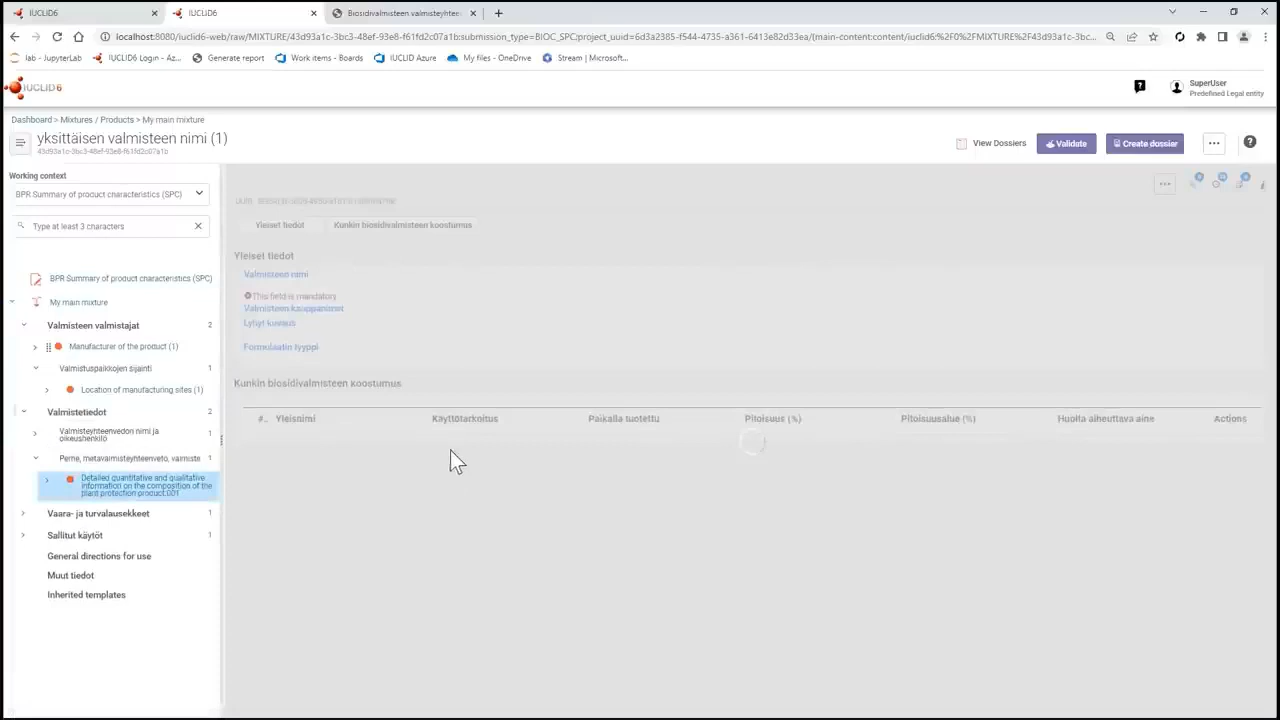 IUCLID6
IUCLID6
Biosidivalmisteen valmisteyhte
localhost:8080/iuclid6-web/raw/MIXTURE/43d93a1c-3bc3-48ef-93e8-f61fd2c07a1b:submission_type=BIOC_SPC;project_uuid=6d3a2385-f544-4735-a361-6413e82d33ea/(main-content:content/iuclid6:%2F0%2FMIXTURE%2F43d93a1c-3bc3-48ef-93e8-f61fd2c07a1b%...
lab - JupyterLab
IUCLID6 Login - Az...
Generate report
Work items - Boards
IUCLID Azure
My files - OneDrive
Stream | Microsoft...
IUCLID6
SuperUser
Predefined Legal entity
Dashboard > Mixtures / Products > My main mixture
yksittäisen valmisteen nimi (1)
43d93a1c-3bc3-48ef-93e8-f61fd2c07a1b
View Dossiers
Validate
Create dossier
Working context
BPR Summary of product characteristics (SPC)
Type at least 3 characters
BPR Summary of product characteristics (SPC)
My main mixture
Valmisteen valmistajat 2
Manufacturer of the product (1)
Valmistuspaikkojen sijainti 1
Location of manufacturing sites (1)
Valmistetiedot 2
Valmisteyhteenvedon nimi ja
oikeushenkilö 1
Perhe, metavalmisteyhteenveto, valmiste 1
Detailed quantitative and qualitative
information on the composition of the
plant protection product.001
Vaara- ja turvalausekkeet 1
Sallitut käytöt 1
General directions for use
Muut tiedot
Inherited templates
UUID
Yleiset tiedot
Kunkin biosidivalmisteen koostumus
Yleiset tiedot
Valmisteen nimi
This field is mandatory
Valmisteen kauppanimet
Lyhyt kuvaus
Formulaatin tyyppi
Kunkin biosidivalmisteen koostumus
#.. Yleisnimi Käyttötarkoitus Paikalla tuotettu Pitoisuus (%) Pitoisuusalue (%) Huolta aiheuttava aine Actions